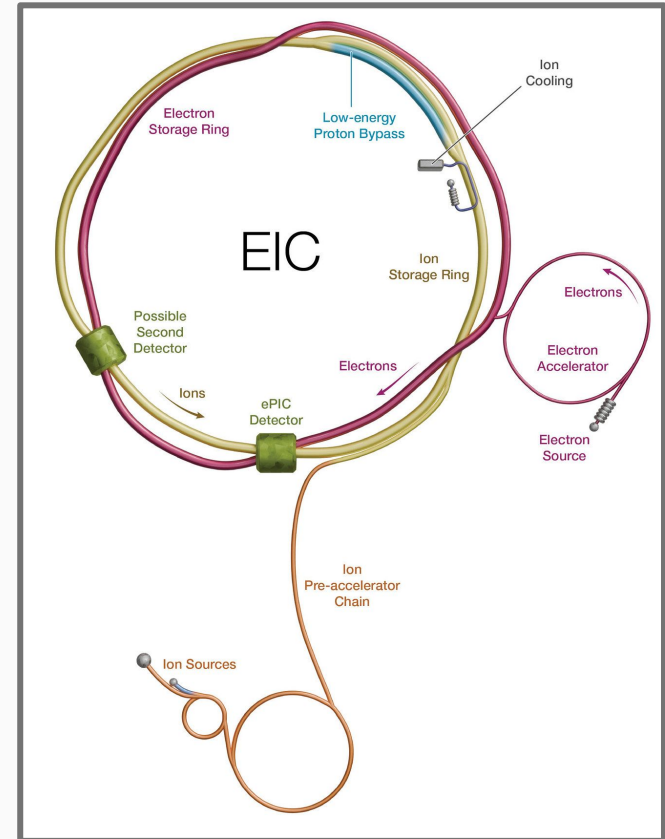 Ion
Cooling
Electron
Storage Ring
Low-energy
Proton Bypass
EIC
Ion
Storage Ring
Electrons
Possible
Second
Detector
Electron
Accelerator
Electrons
Ions
ePIC
Detector
Electron
Source
Ion
Pre-accelerator
Chain
Ion Sources